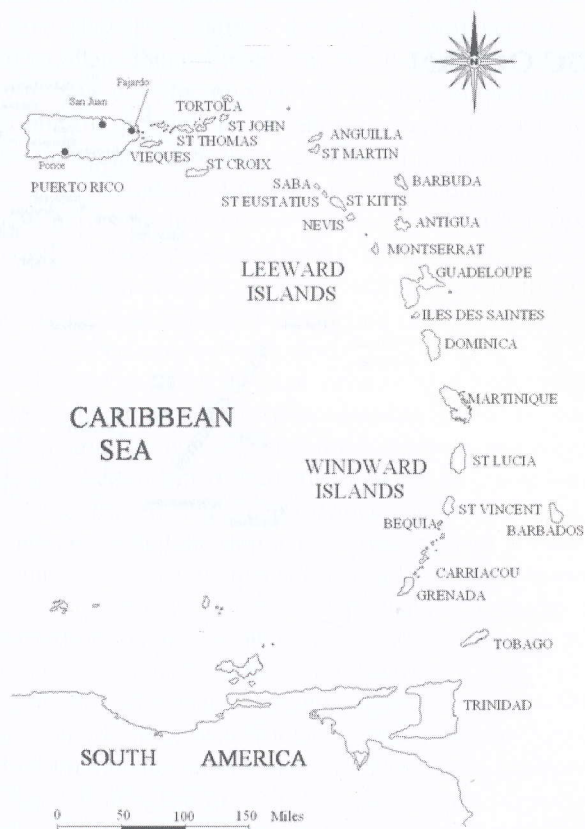 N
Fajardo
San Juan
TORTOLA
ST JOHN
ST THOMAS
ANGUILLA
ST MARTIN
VIEQUES
ST CROIX
Ponce
PUERTO RICO
SABA
BARBUDA
ST EUSTATIUS
ST KITTS
NEVIS
ANTIGUA
MONTSERRAT
LEEWARD
ISLANDS
GUADELOUPE
ILES DES SAINTES
DOMINICA
MARTINIQUE
CARIBBEAN
SEA
WINDWARD
ISLANDS
ST LUCIA
ST VINCENT
BEQUIA
BARBADOS
CARRIACOU
GRENADA
TOBAGO
TRINIDAD
SOUTH AMERICA
0 50 100 150 Miles